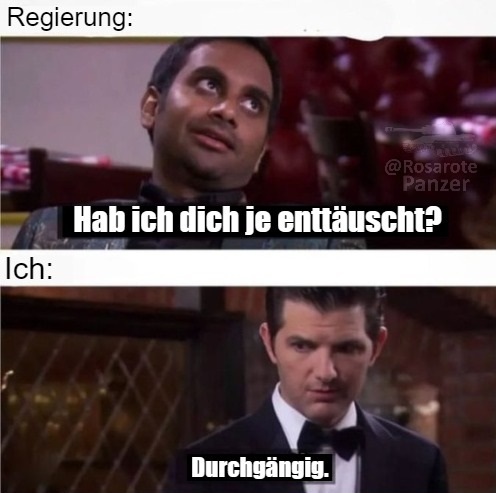 Regierung:
@Rosarote
Panzer
Hab ich dich je enttäuscht?
Ich:
Durchgängig.